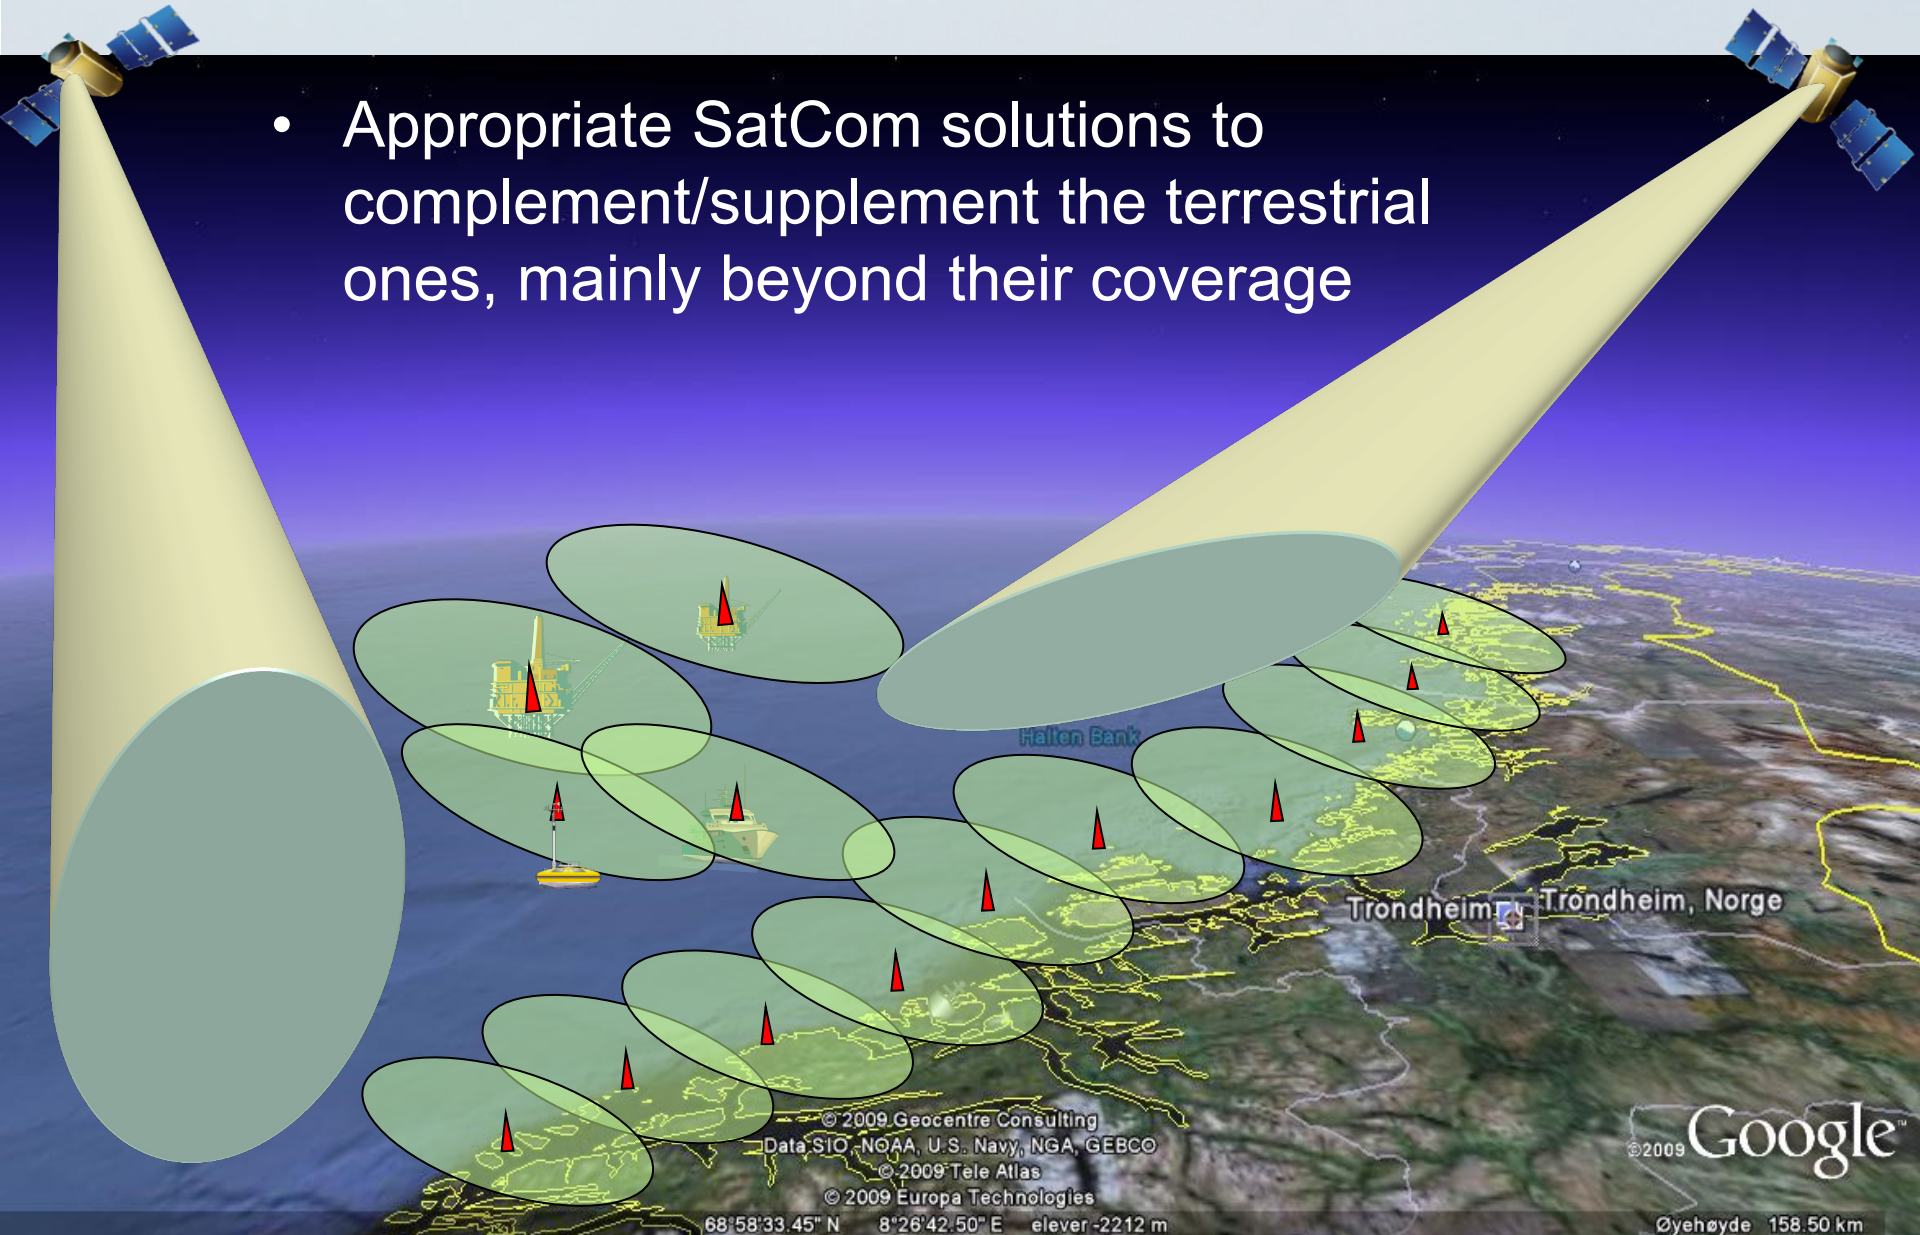 • Appropriate SatCom solutions to
complement/supplement the terrestrial
ones, mainly beyond their coverage
Halten Bank
Trondheim
Trondheim, Norge
© 2009 Geocentre Consulting
Data SIO, NOAA, U.S. Navy, NGA, GEBCO
© 2009 Tele Atlas
© 2009 Europa Technologies
©2009 Google™
68°58'33.45" N 8°26'42.50" E elever -2212 m
Øyehøyde 158.50 km